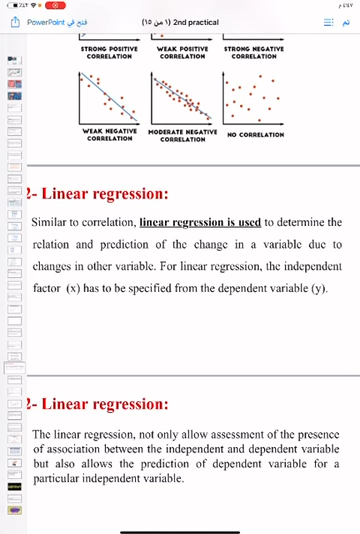 فتح في PowerPoint
2nd practical (١ من ١٥)
تم
STRONG POSITIVE CORRELATION
WEAK POSITIVE CORRELATION
STRONG NEGATIVE CORRELATION
WEAK NEGATIVE CORRELATION
MODERATE NEGATIVE CORRELATION
NO CORRELATION
2- Linear regression:
Similar to correlation, linear regression is used to determine the
relation and prediction of the change in a variable due to
changes in other variable. For linear regression, the independent
factor (x) has to be specified from the dependent variable (y).
2- Linear regression:
The linear regression, not only allow assessment of the presence
of association between the independent and dependent variable
but also allows the prediction of dependent variable for a
particular independent variable.